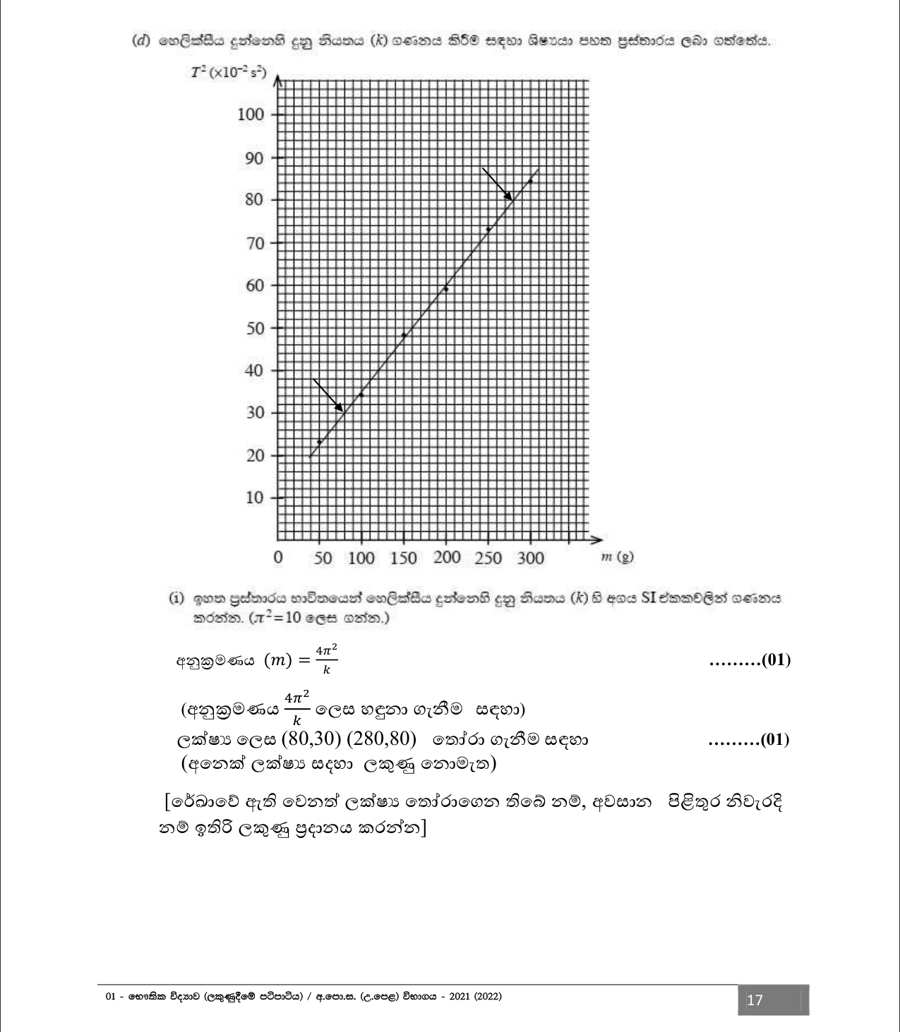 (d) හෙලික්සීය දුන්නෙහි දුනු නියතය (k) ගණනය කිරීම සඳහා ශිෂ්‍යයා පහත ප්‍රස්තාරය ලබා ගත්තේය.
T² (×10⁻² s²)
100
90
80
70
60
50
40
30
20
10
0 50 100 150 200 250 300 m (g)
(i) ඉහත ප්‍රස්තාරය භාවිතයෙන් හෙලික්සීය දුන්නෙහි දුනු නියතය (k) හි අගය SI ඒකකවලින් ගණනය
කරන්න. (π²=10 ලෙස ගන්න.)
අනුක්‍රමණය (m) = 4π²/k ………(01)
(අනුක්‍රමණය 4π²/k ලෙස හඳුනා ගැනීම සඳහා)
ලක්ෂ්‍ය ලෙස (80,30) (280,80) තෝරා ගැනීම සඳහා ………(01)
(අනෙක් ලක්ෂ්‍ය සදහා ලකුණු නොමැත)
[රේඛාවේ ඇති වෙනත් ලක්ෂ්‍ය තෝරාගෙන තිබේ නම්, අවසාන පිළිතුර නිවැරදි
නම් ඉතිරි ලකුණු ප්‍රදානය කරන්න]
01 - භෞතික විද්‍යාව (ලකුණුදීමේ පටිපාටිය) / අ.පො.ස. (උ.පෙළ) විභාගය - 2021 (2022)
17